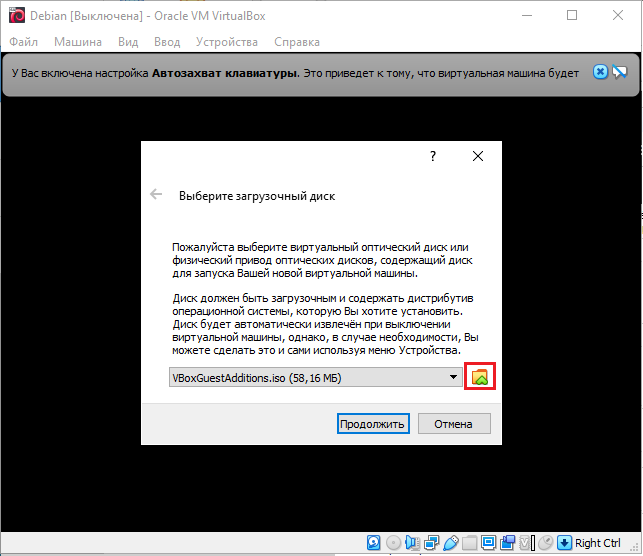 Debian [Выключена] - Oracle VM VirtualBox
Файл Машина Вид Ввод Устройства Справка
У Вас включена настройка Автозахват клавиатуры. Это приведет к тому, что виртуальная машина будет
?
Выберите загрузочный диск
Пожалуйста выберите виртуальный оптический диск или
физический привод оптических дисков, содержащий диск
для запуска Вашей новой виртуальной машины.
Диск должен быть загрузочным и содержать дистрибутив
операционной системы, которую Вы хотите установить.
Диск будет автоматически извлечён при выключении
виртуальной машины, однако, в случае необходимости, Вы
можете сделать это и сами используя меню Устройства.
VBoxGuestAdditions.iso (58,16 МБ)
Продолжить Отмена
Right Ctrl